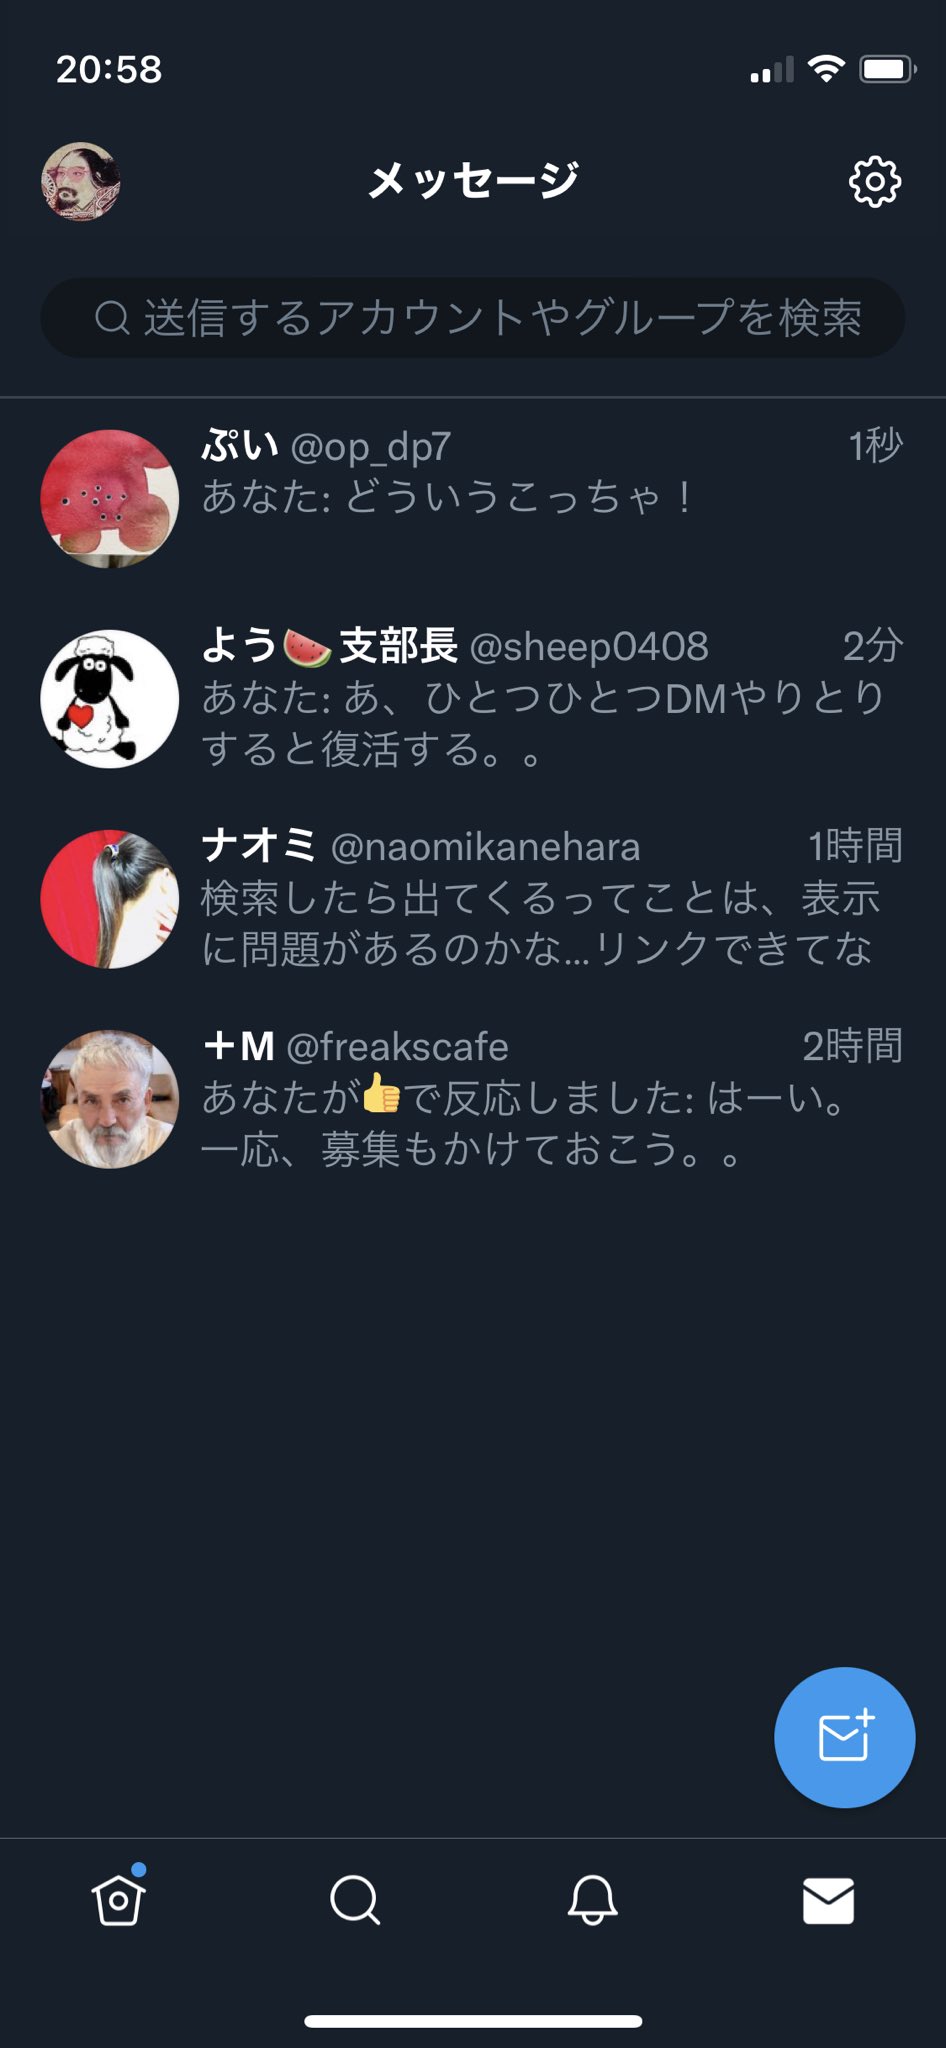 20:58
メッセージ
送信するアカウントやグループを検索
ぷい @op_dp7 1秒
あなた: どういうこっちゃ！
よう🍉支部長 @sheep0408 2分
あなた: あ、ひとつひとつDMやりとり
すると復活する。。
ナオミ @naomikanehara 1時間
検索したら出てくるってことは、表示
に問題があるのかな...リンクできてな
＋M @freakscafe 2時間
あなたが👍で反応しました: はーい。
一応、募集もかけておこう。。